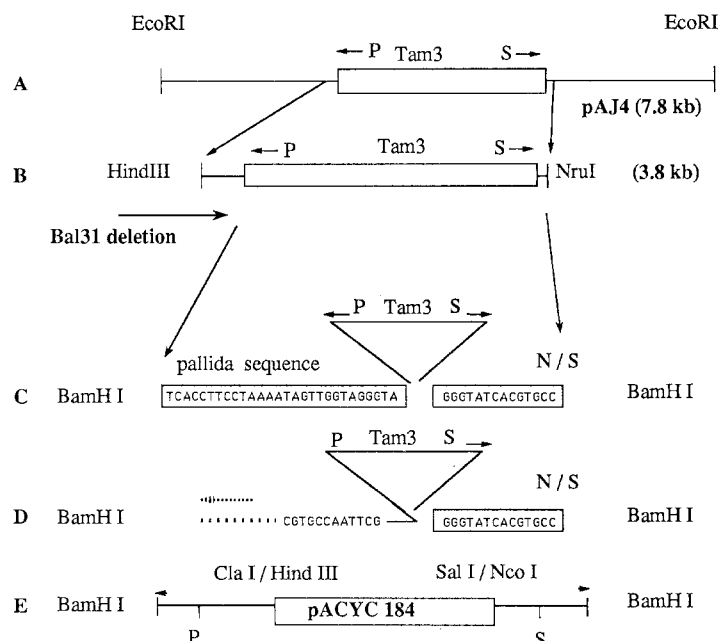 EcoRI EcoRI
P Tam3 S
A
pAJ4 (7.8 kb)
P Tam3 S
B HindIII NruI (3.8 kb)
Bal31 deletion
P Tam3 S
pallida sequence N/S
C BamH I TCACCTTCCTAAAATAGTTGGTAGGGTA GGGTATCACGTGCC BamH I
P Tam3 S
N/S
D BamH I CGTGCCAATTCG GGGTATCACGTGCC BamH I
Cla I / Hind III Sal I / Nco I
E BamH I pACYC 184 BamH I
P S